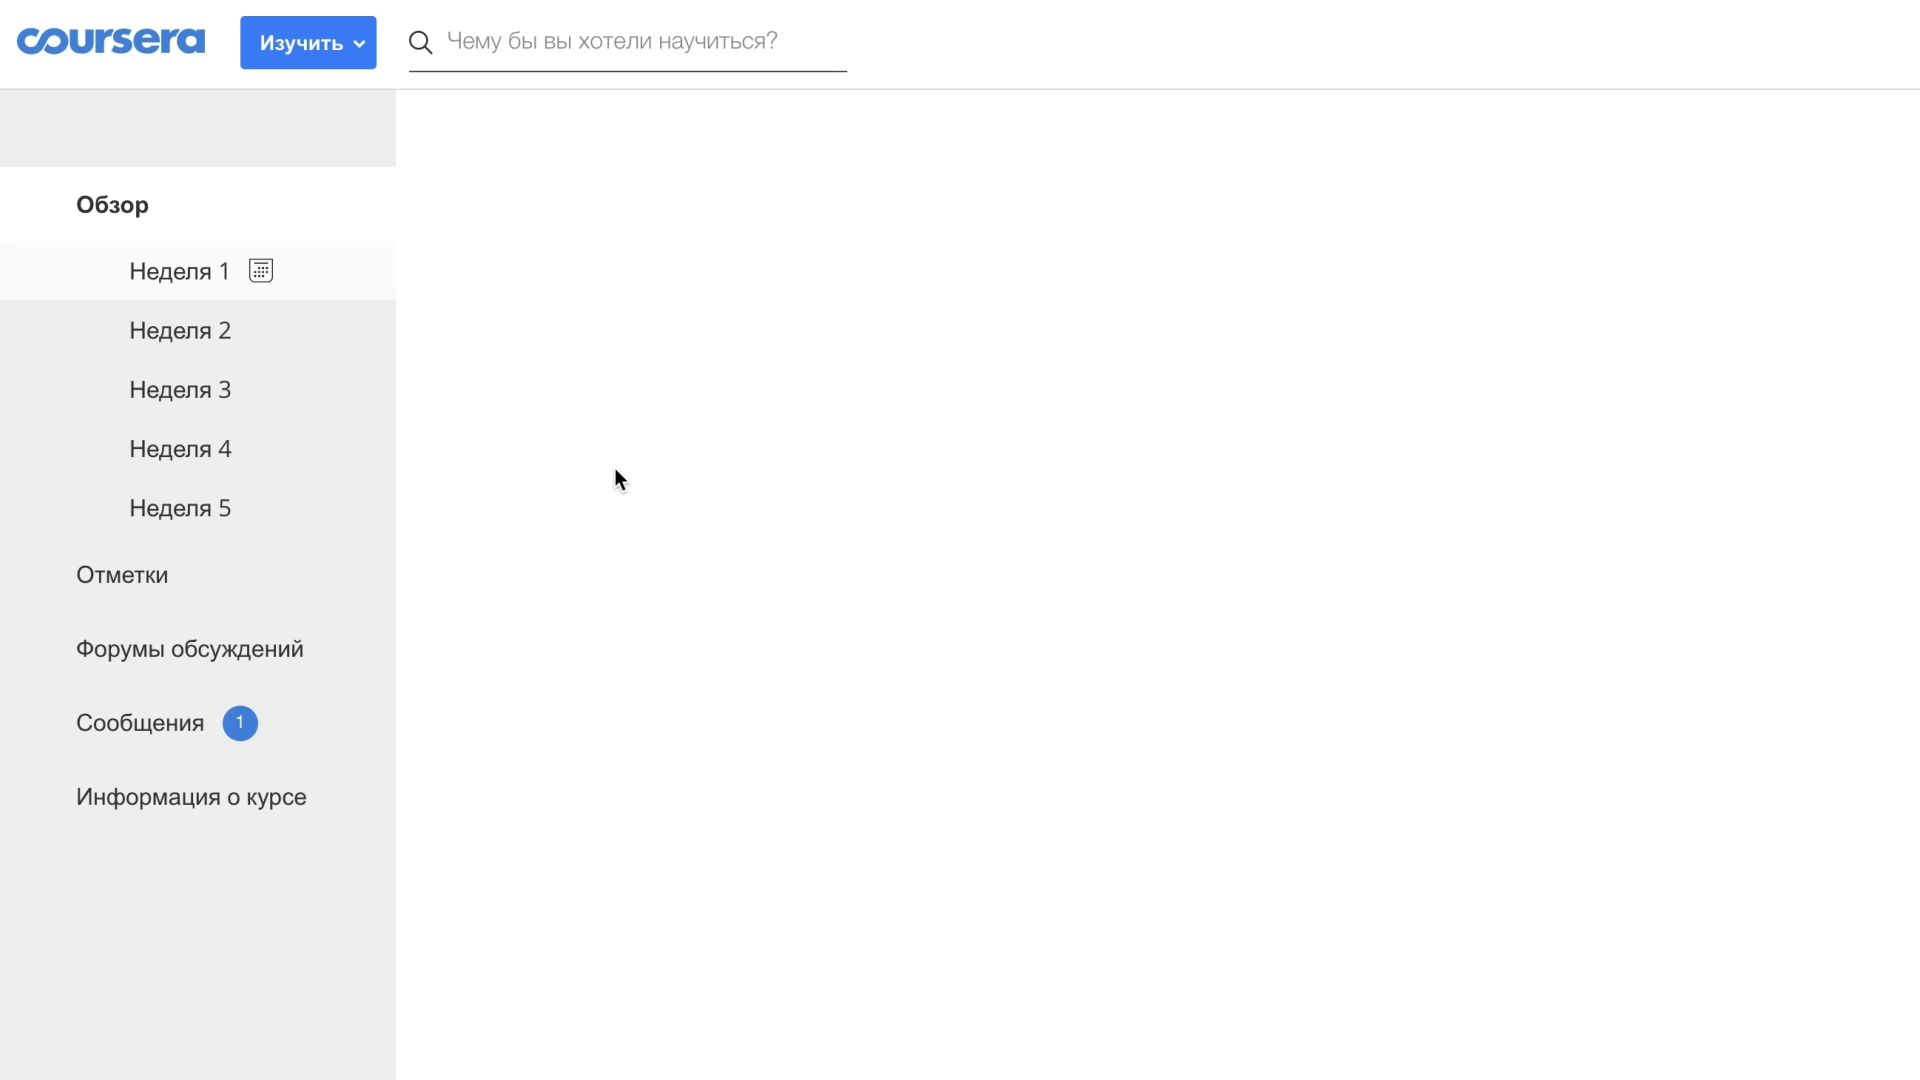 coursera
Изучить
Чему бы вы хотели научиться?
Обзор
Неделя 1
Неделя 2
Неделя 3
Неделя 4
Неделя 5
Отметки
Форумы обсуждений
Сообщения 1
Информация о курсе